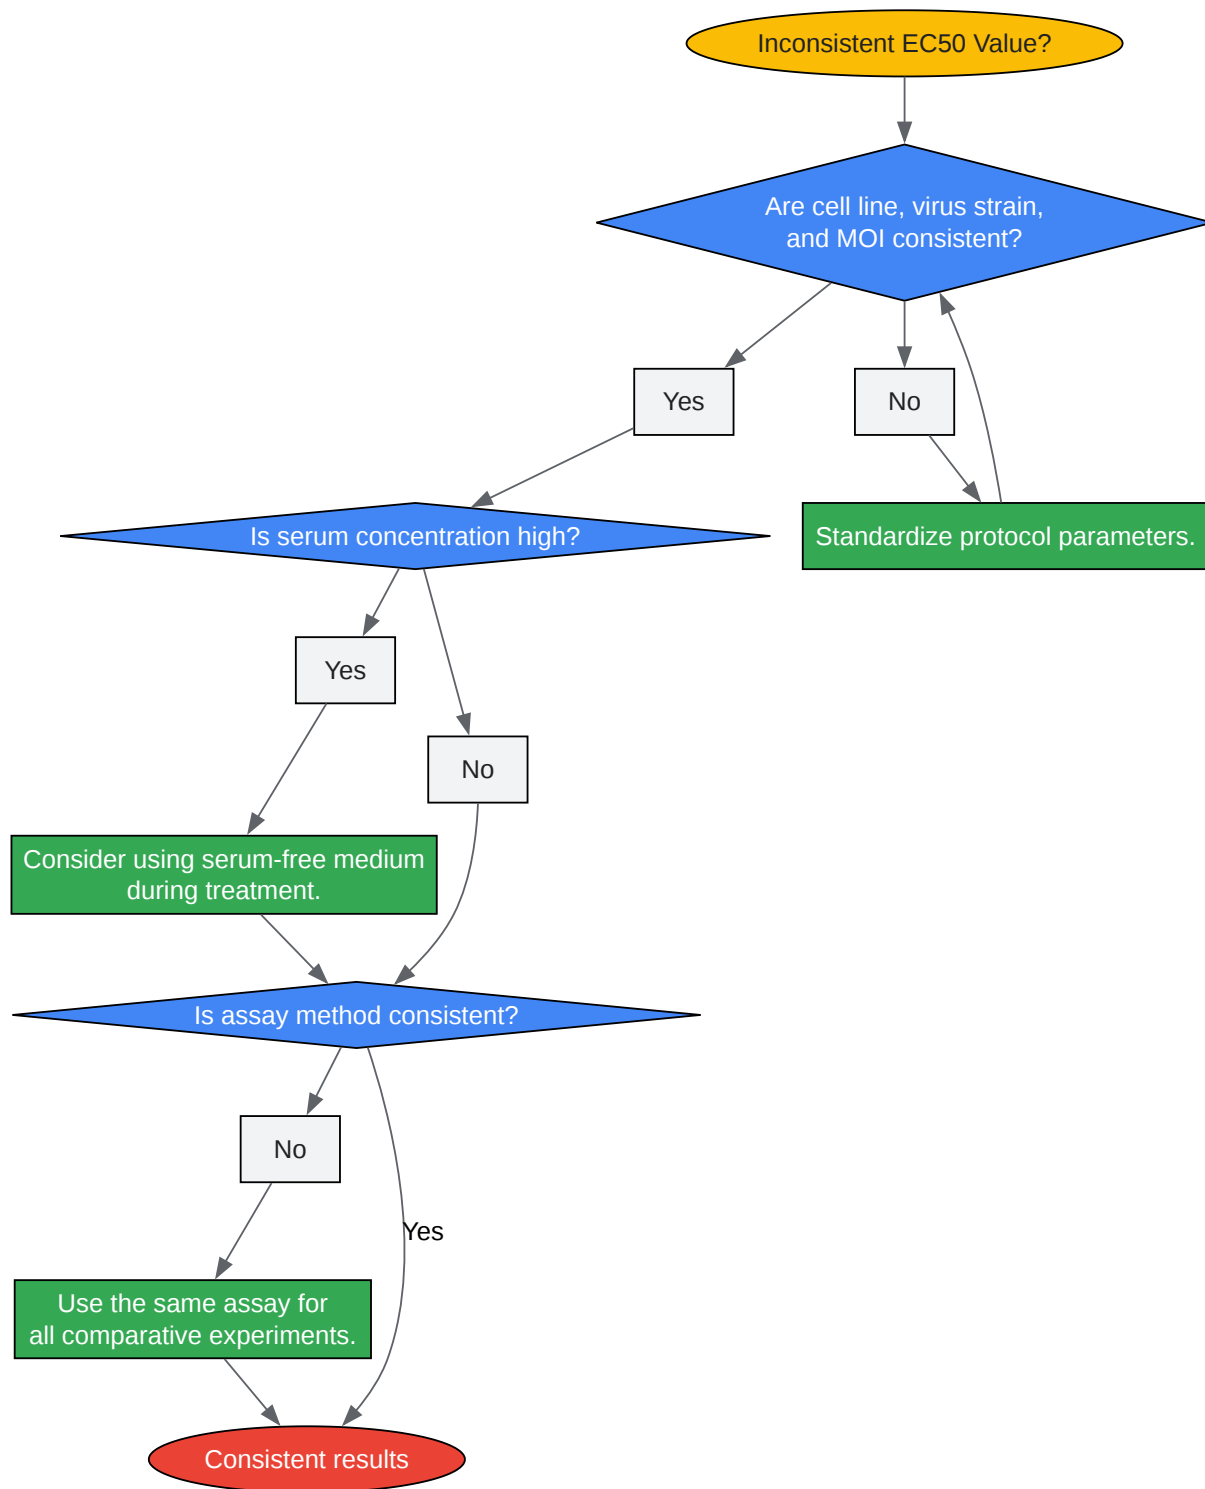 Inconsistent EC50 Value?
Are cell line, virus strain,
and MOI consistent?
Yes
No
Is serum concentration high?
Standardize protocol parameters.
Yes
No
Consider using serum-free medium
during treatment.
Is assay method consistent?
No
Yes
Use the same assay for
all comparative experiments.
Consistent results